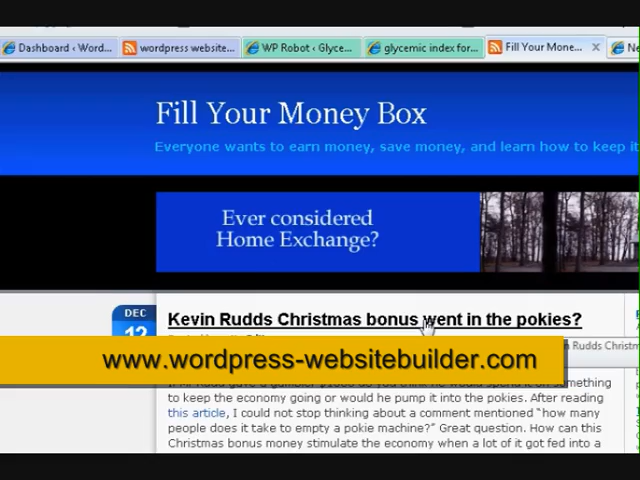 Dashboard ‹ Word...
wordpress website...
WP Robot ‹ Glyce...
glycemic index for...
Fill Your Mone...
Fill Your Money Box
Everyone wants to earn money, save money, and learn how to keep it
Ever considered
Home Exchange?
DEC
12
Kevin Rudds Christmas bonus went in the pokies?
n Rudds Christm
www.wordpress-websitebuilder.com
to keep the economy going or would he pump it into the pokies. After reading
this article, I could not stop thinking about a comment mentioned “how many
people does it take to empty a pokie machine?” Great question. How can this
Christmas bonus money stimulate the economy when a lot of it got fed into a